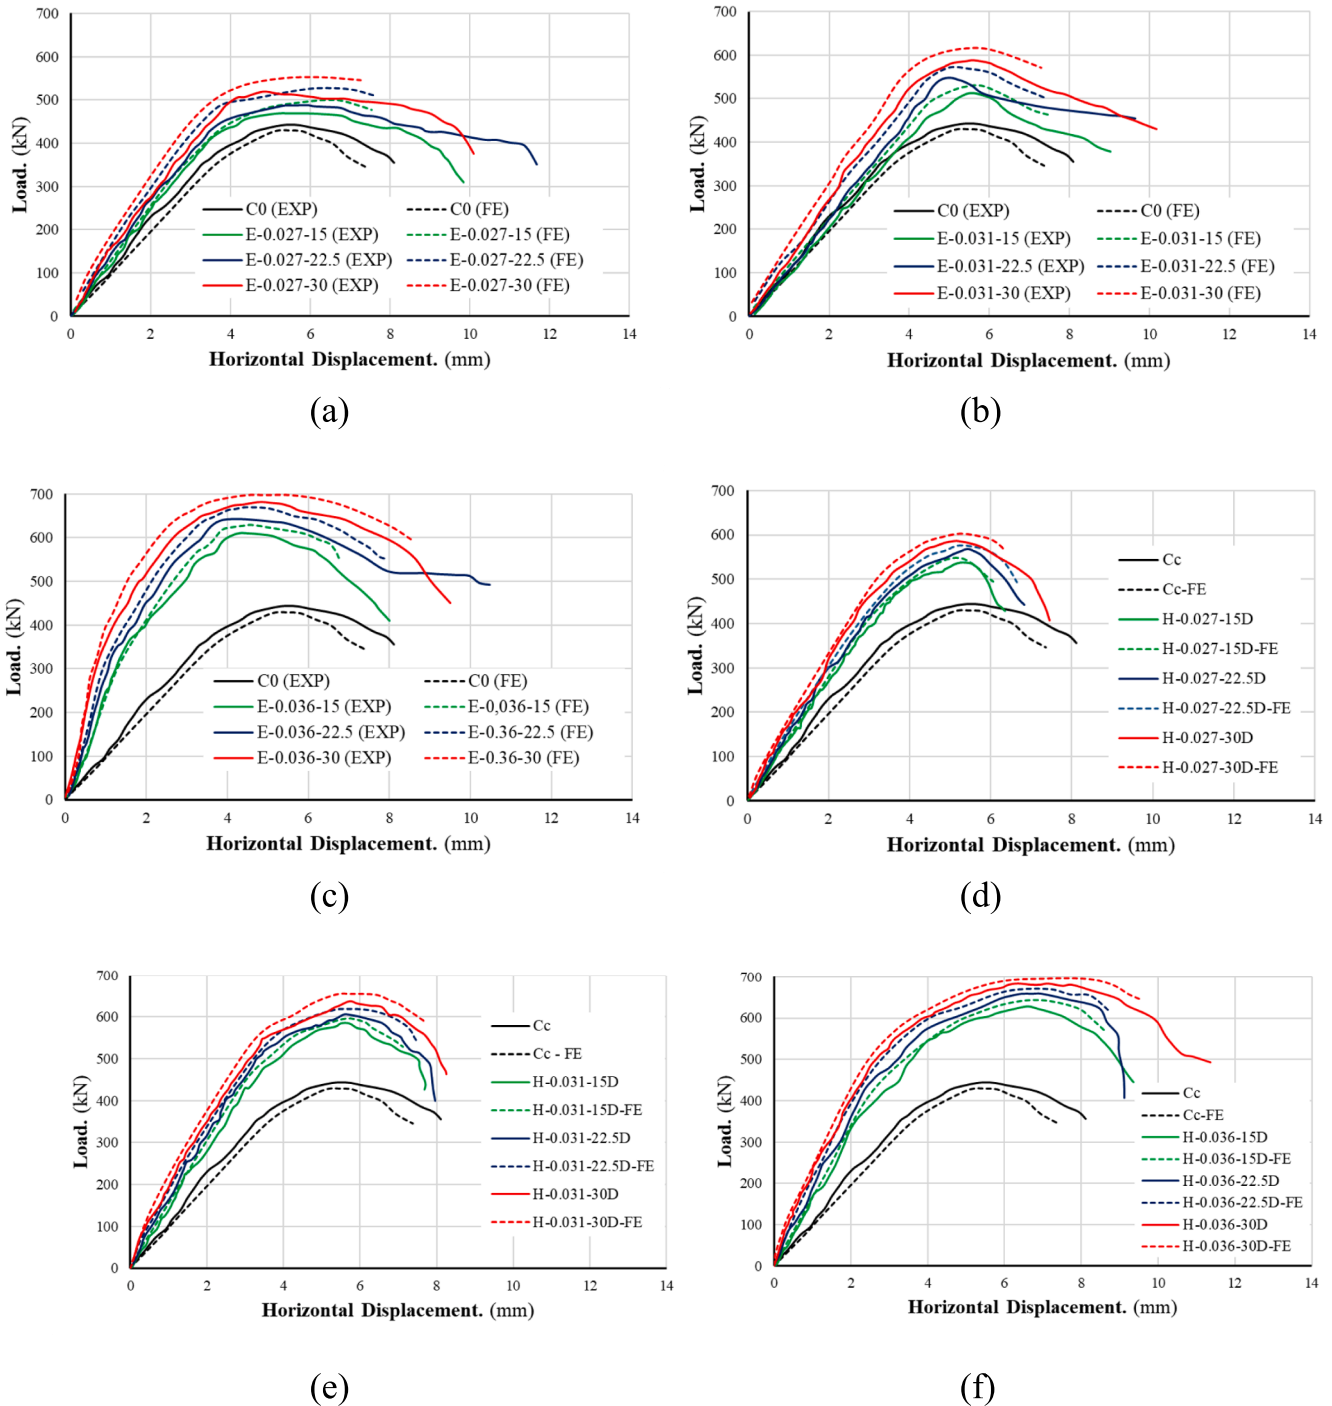 700
600
500
400
300
200
100
0
Load. (kN)
C0 (EXP) C0 (FE)
E-0.027-15 (EXP) E-0.027-15 (FE)
E-0.027-22.5 (EXP) E-0.027-22.5 (FE)
E-0.027-30 (EXP) E-0.027-30 (FE)
0 2 4 6 8 10 12 14
Horizontal Displacement. (mm)
(a)
700
600
500
400
300
200
100
0
Load. (kN)
C0 (EXP) C0 (FE)
E-0.031-15 (EXP) E-0.031-15 (FE)
E-0.031-22.5 (EXP) E-0.031-22.5 (FE)
E-0.031-30 (EXP) E-0.031-30 (FE)
0 2 4 6 8 10 12 14
Horizontal Displacement. (mm)
(b)
700
600
500
400
300
200
100
0
Load. (kN)
C0 (EXP) C0 (FE)
E-0.036-15 (EXP) E-0,036-15 (FE)
E-0.036-22.5 (EXP) E-0.36-22.5 (FE)
E-0.036-30 (EXP) E-0.36-30 (FE)
0 2 4 6 8 10 12 14
Horizontal Displacement. (mm)
(c)
700
600
500
400
300
200
100
0
Load. (kN)
Cc
Cc-FE
H-0.027-15D
H-0.027-15D-FE
H-0.027-22.5D
H-0.027-22.5D-FE
H-0.027-30D
H-0.027-30D-FE
0 2 4 6 8 10 12 14
Horizontal Displacement. (mm)
(d)
700
600
500
400
300
200
100
0
Load. (kN)
Cc
Cc - FE
H-0.031-15D
H-0.031-15D-FE
H-0.031-22.5D
H-0.031-22.5D-FE
H-0.031-30D
H-0.031-30D-FE
0 2 4 6 8 10 12 14
Horizontal Displacement. (mm)
(e)
700
600
500
400
300
200
100
0
Load. (kN)
Cc
Cc-FE
H-0.036-15D
H-0.036-15D-FE
H-0.036-22.5D
H-0.036-22.5D-FE
H-0.036-30D
H-0.036-30D-FE
0 2 4 6 8 10 12 14
Horizontal Displacement. (mm)
(f)